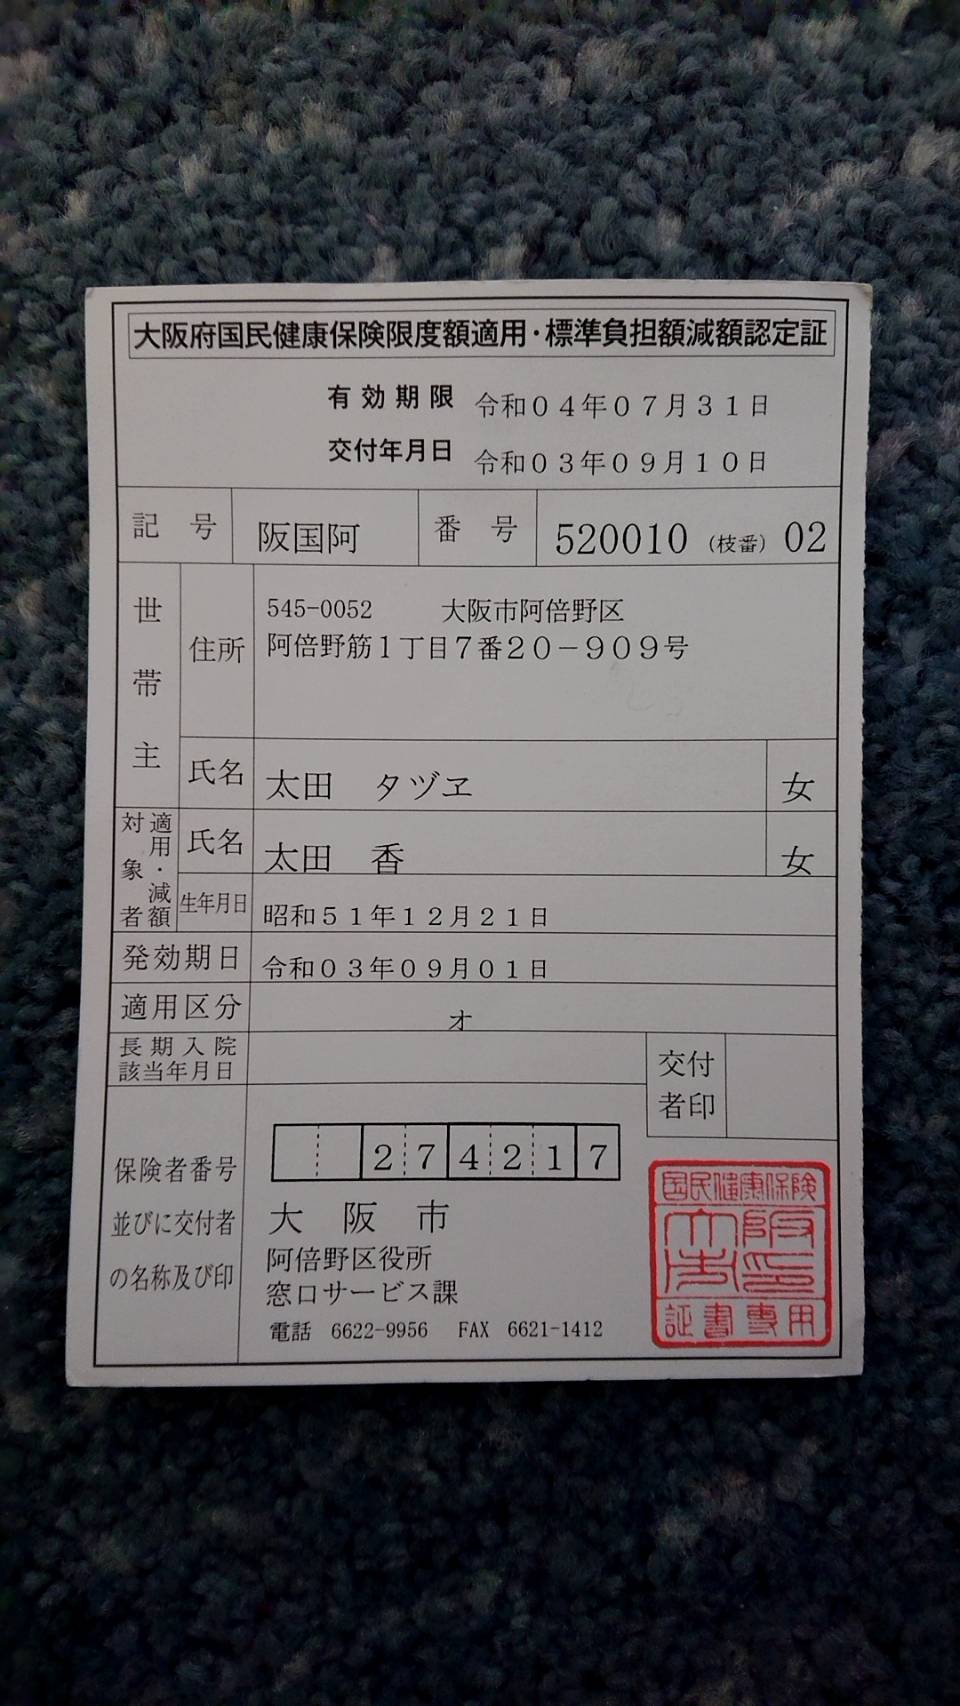 大阪府国民健康保険限度額適用・標準負担額減額認定証
有効期限 令和０４年０７月３１日
交付年月日 令和０３年０９月１０日
記号 阪国阿 番号 520010 (枝番) 02
世帯主
住所 545-0052 大阪市阿倍野区
阿倍野筋１丁目７番２０－９０９号
氏名 太田 タヅヱ 女
適用・減額対象者
氏名 太田 香 女
生年月日 昭和５１年１２月２１日
発効期日 令和０３年０９月０１日
適用区分 オ
長期入院
該当年月日
交付
者印
保険者番号 274217
並びに交付者 大阪市
の名称及び印 阿倍野区役所
窓口サービス課
電話 6622-9956 FAX 6621-1412
国民健康保険
大阪市印
証書専用